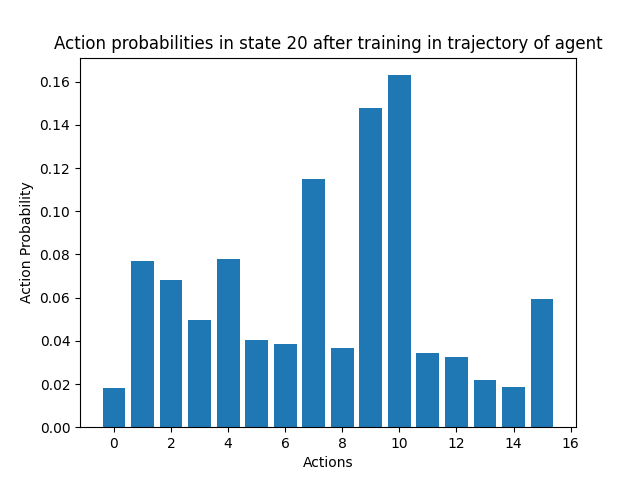 Action probabilities in state 20 after training in trajectory of agent
0.16
0.14
0.12
0.10
0.08
0.06
0.04
0.02
0.00
Action Probability
0 2 4 6 8 10 12 14 16
Actions